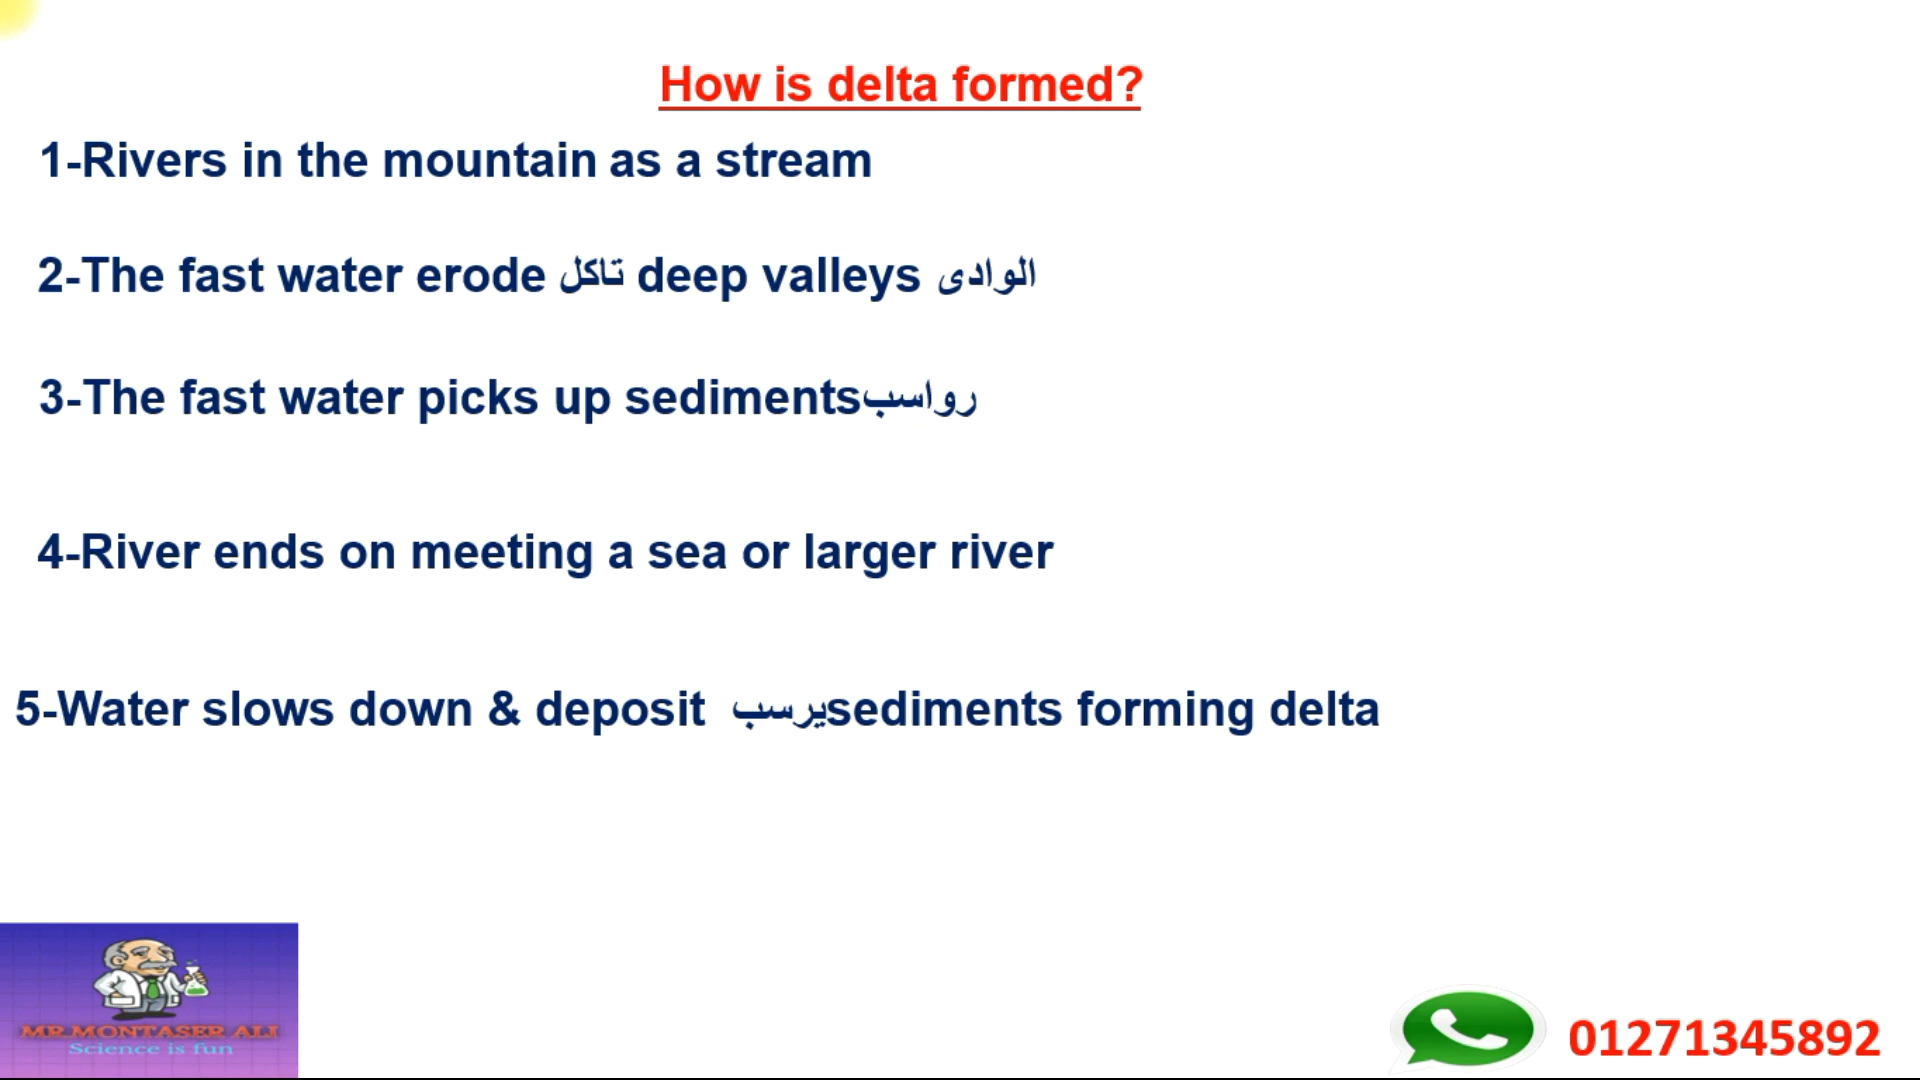 How is delta formed?
1-Rivers in the mountain as a stream
2-The fast water erode تاكل deep valleys الوادى
3-The fast water picks up sedimentsرواسب
4-River ends on meeting a sea or larger river
5-Water slows down & deposit يرسبsediments forming delta
MR.MONTASER ALI
Science is fun
01271345892